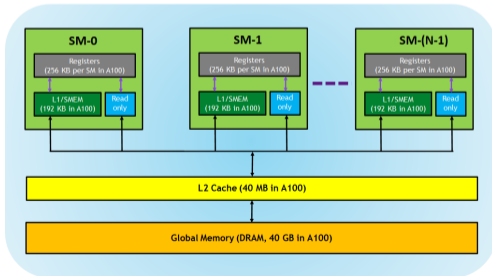 SM-0
Registers
(256 KB per SM in A100)
L1/SMEM
(192 KB in A100)
Read
only
SM-1
Registers
(256 KB per SM in A100)
L1/SMEM
(192 KB in A100)
Read
only
SM-(N-1)
Registers
(256 KB per SM in A100)
L1/SMEM
(192 KB in A100)
Read
only
L2 Cache (40 MB in A100)
Global Memory (DRAM, 40 GB in A100)